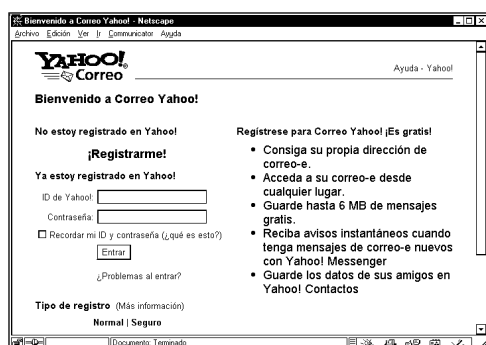 Bienvenido a Correo Yahoo! - Netscape
Archivo Edición Ver Ir Communicator Ayuda
YAHOO!
Correo
Ayuda - Yahoo!
Bienvenido a Correo Yahoo!
No estoy registrado en Yahoo!
¡Registrarme!
Ya estoy registrado en Yahoo!
ID de Yahoo!:
Contraseña:
Recordar mi ID y contraseña (¿qué es esto?)
Entrar
¿Problemas al entrar?
Tipo de registro (Más información)
Normal | Seguro
Regístrese para Correo Yahoo! ¡Es gratis!
• Consiga su propia dirección de
correo-e.
• Acceda a su correo-e desde
cualquier lugar.
• Guarde hasta 6 MB de mensajes
gratis.
• Reciba avisos instantáneos cuando
tenga mensajes de correo-e nuevos
con Yahoo! Messenger
• Guarde los datos de sus amigos en
Yahoo! Contactos
Documento: Terminado